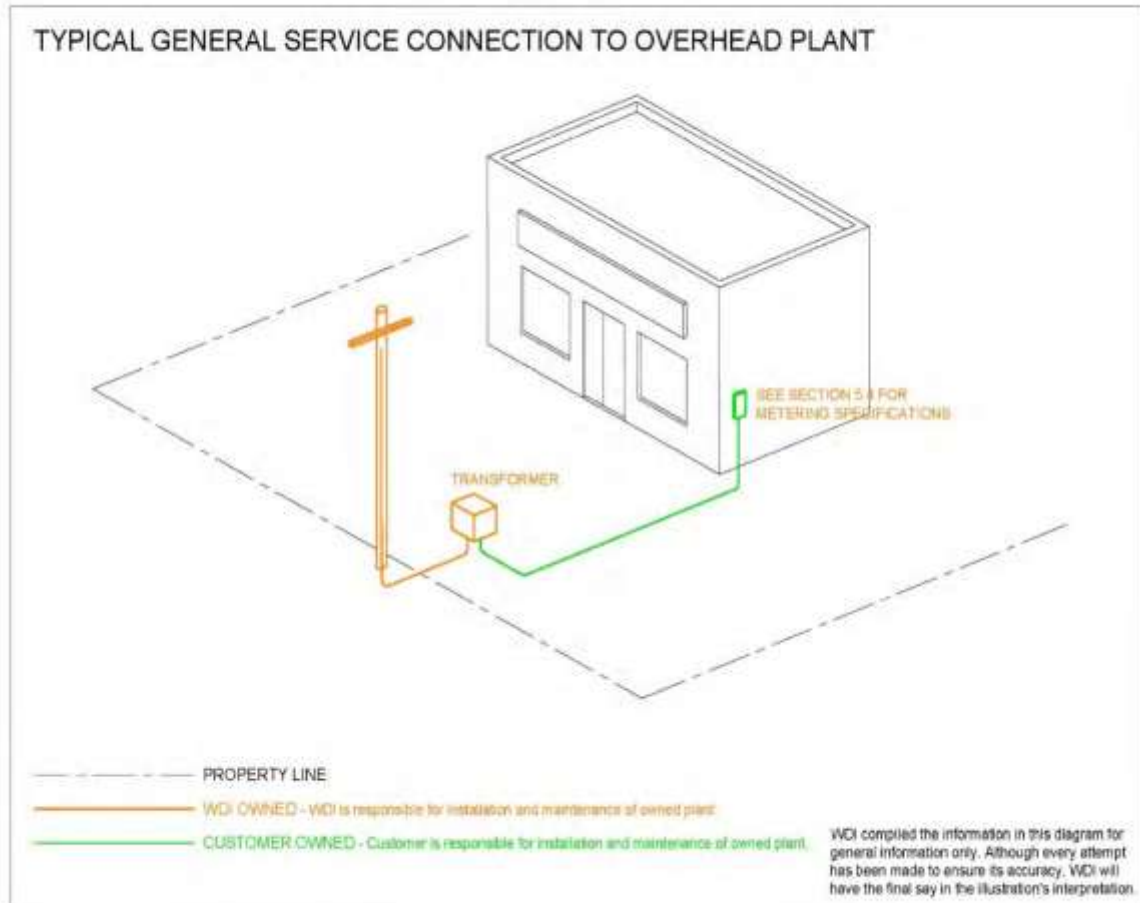 TYPICAL GENERAL SERVICE CONNECTION TO OVERHEAD PLANT
SEE SECTION FOR
METERING SPECIFICATIONS
TRANSFORMER
PROPERTY LINE
WDI OWNED - WDI is responsible for installation and maintenance of owned plant
CUSTOMER OWNED - Customer is responsible for installation and maintenance of owned plant.
WDI compiled the information in this diagram for
general information only. Although every attempt
has been made to ensure its accuracy, WDI will
have the final say in the illustration's interpretation.